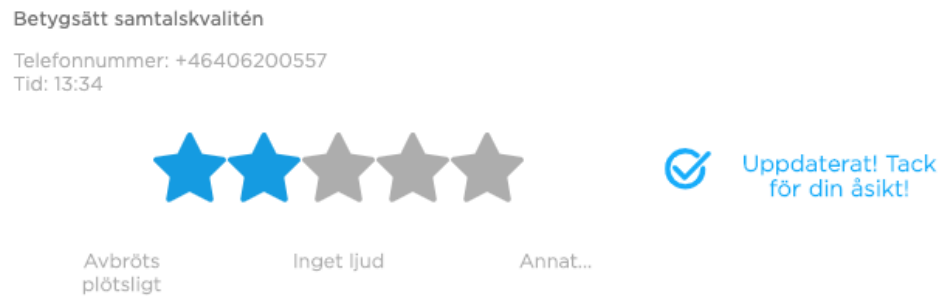 Betygsätt samtalskvalitén
Telefonnummer: +46406200557
Tid: 13:34
Uppdaterat! Tack
för din åsikt!
Avbröts
plötsligt
Inget ljud
Annat...